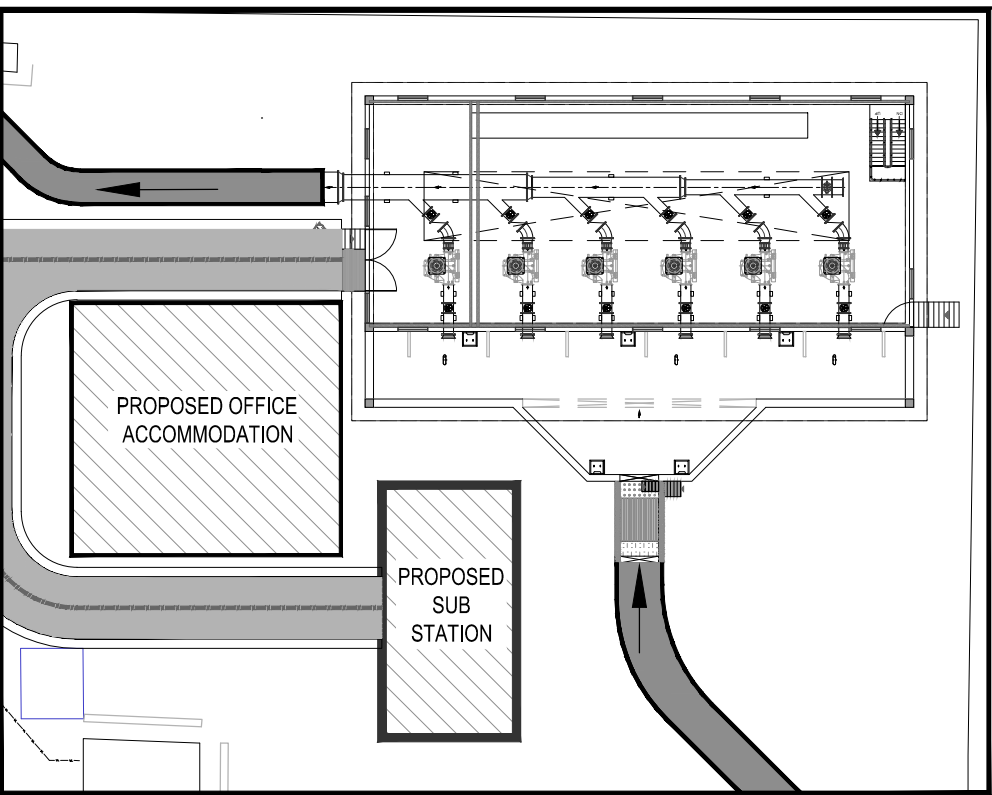 PROPOSED OFFICE
ACCOMMODATION
PROPOSED
SUB
STATION